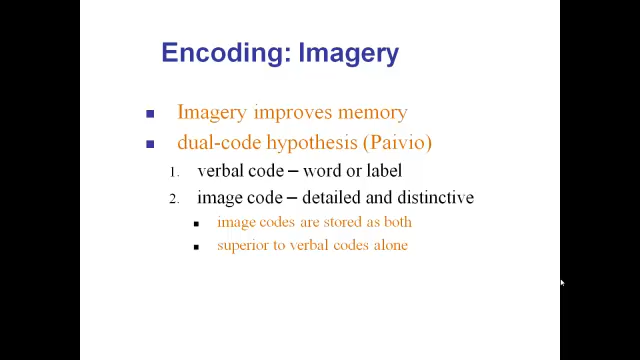 Encoding: Imagery
Imagery improves memory
dual-code hypothesis (Paivio)
1. verbal code – word or label
2. image code – detailed and distinctive
image codes are stored as both
superior to verbal codes alone